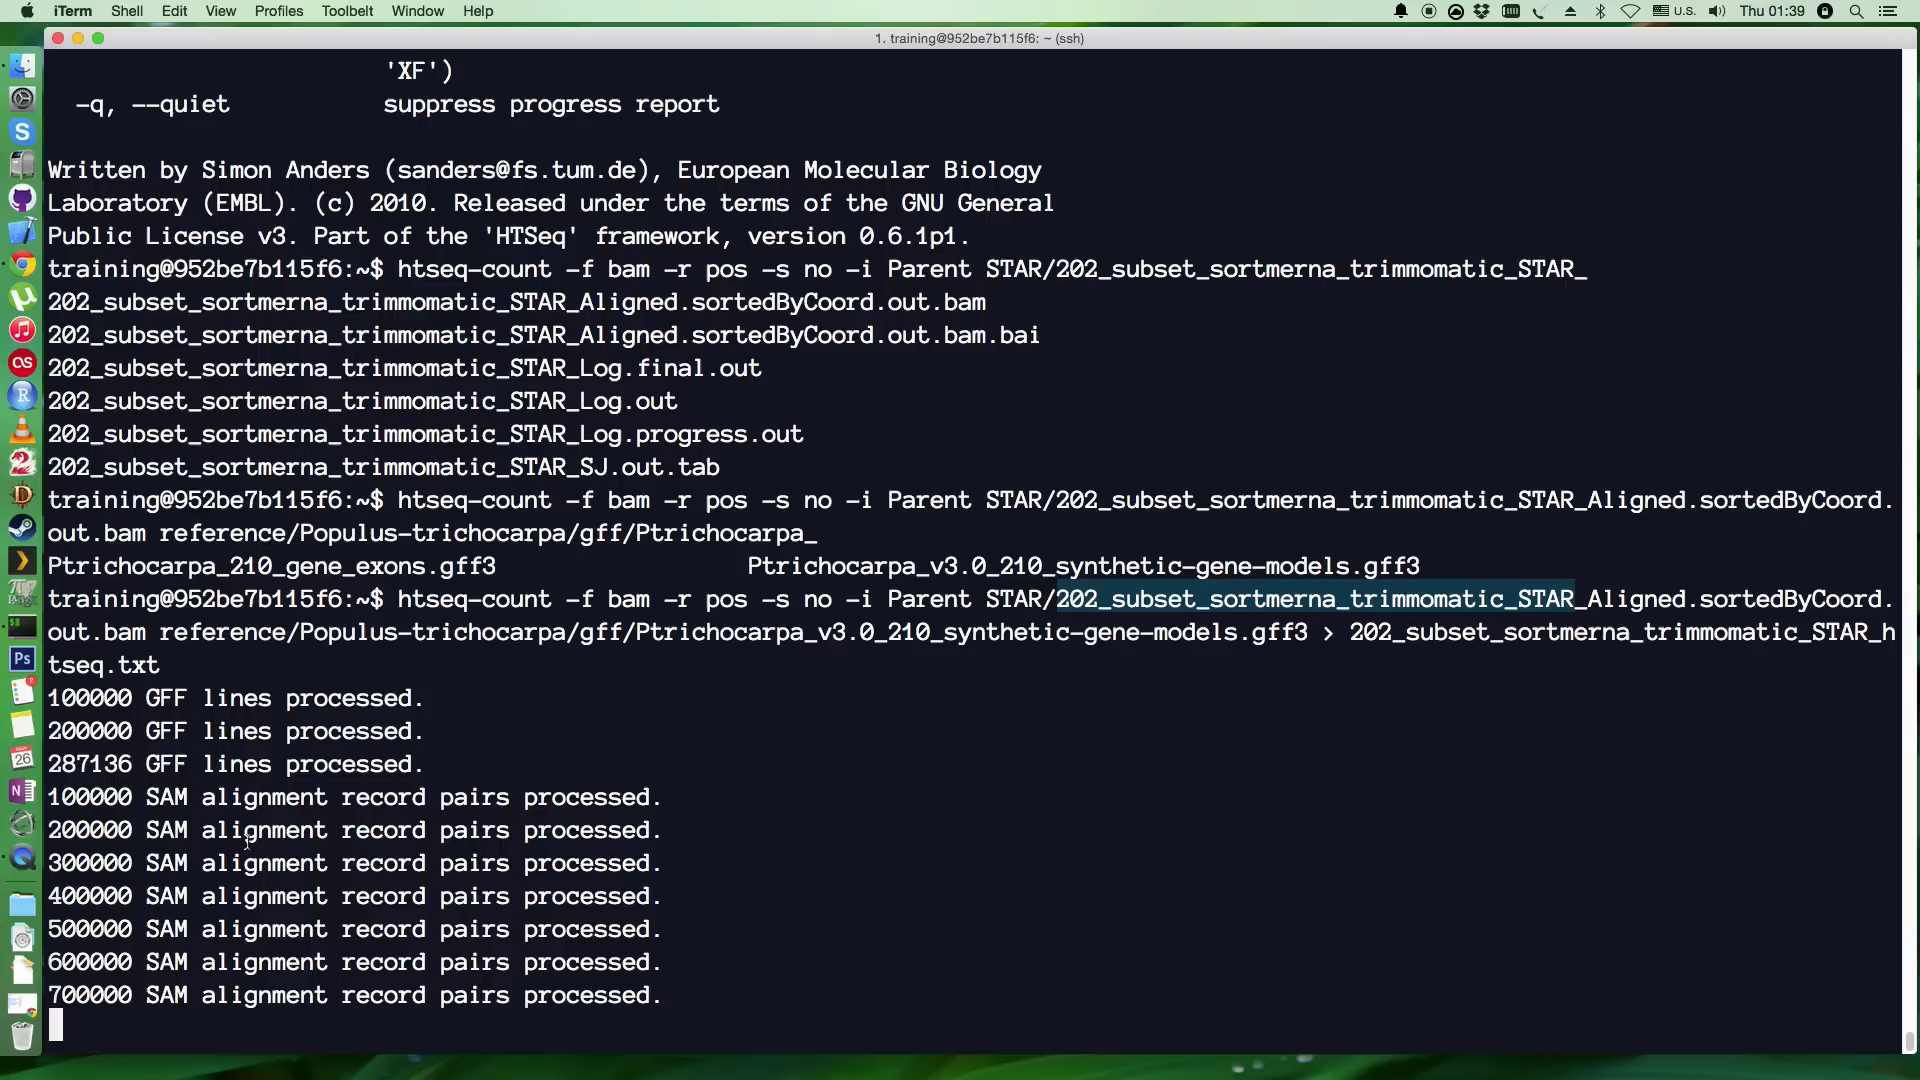 iTerm Shell Edit View Profiles Toolbelt Window Help U.S. Thu 01:39
1. training@952be7b115f6: ~ (ssh)
'XF')
-q, --quiet suppress progress report
Written by Simon Anders (sanders@fs.tum.de), European Molecular Biology
Laboratory (EMBL). (c) 2010. Released under the terms of the GNU General
Public License v3. Part of the 'HTSeq' framework, version 0.6.1p1.
training@952be7b115f6:~$ htseq-count -f bam -r pos -s no -i Parent STAR/202_subset_sortmerna_trimmomatic_STAR_
202_subset_sortmerna_trimmomatic_STAR_Aligned.sortedByCoord.out.bam
202_subset_sortmerna_trimmomatic_STAR_Aligned.sortedByCoord.out.bam.bai
202_subset_sortmerna_trimmomatic_STAR_Log.final.out
202_subset_sortmerna_trimmomatic_STAR_Log.out
202_subset_sortmerna_trimmomatic_STAR_Log.progress.out
202_subset_sortmerna_trimmomatic_STAR_SJ.out.tab
training@952be7b115f6:~$ htseq-count -f bam -r pos -s no -i Parent STAR/202_subset_sortmerna_trimmomatic_STAR_Aligned.sortedByCoord.
out.bam reference/Populus-trichocarpa/gff/Ptrichocarpa_
Ptrichocarpa_210_gene_exons.gff3 Ptrichocarpa_v3.0_210_synthetic-gene-models.gff3
training@952be7b115f6:~$ htseq-count -f bam -r pos -s no -i Parent STAR/202_subset_sortmerna_trimmomatic_STAR_Aligned.sortedByCoord.
out.bam reference/Populus-trichocarpa/gff/Ptrichocarpa_v3.0_210_synthetic-gene-models.gff3 > 202_subset_sortmerna_trimmomatic_STAR_h
tseq.txt
100000 GFF lines processed.
200000 GFF lines processed.
287136 GFF lines processed.
100000 SAM alignment record pairs processed.
200000 SAM alignment record pairs processed.
300000 SAM alignment record pairs processed.
400000 SAM alignment record pairs processed.
500000 SAM alignment record pairs processed.
600000 SAM alignment record pairs processed.
700000 SAM alignment record pairs processed.